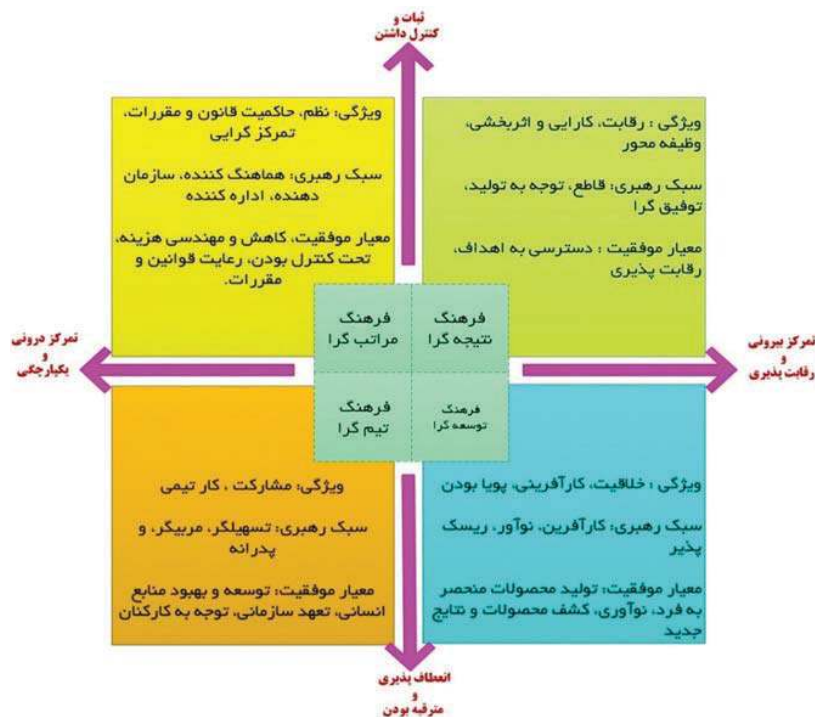 ثبات و
کنترل داشتن
ویژگی : رقابت، کارایی و اثربخشی،
وظیفه محور
سبک رهبری: قاطع، توجه به تولید،
توفیق گرا
معیار موفقیت : دسترسی به اهداف،
رقابت پذیری
ویژگی: نظم، حاکمیت قانون و مقررات،
تمرکز گرایی
سبک رهبری: هماهنگ کننده، سازمان
دهنده، اداره کننده
معیار موفقیت، کاهش و مهندسی هزینه،
تحت کنترل بودن، رعایت قوانین و
مقررات.
فرهنگ
نتیجه گرا
فرهنگ
مراتب گرا
تمرکز بیرونی
و
رقابت پذیری
تمرکز درونی
و
یکپارچگی
فرهنگ
توسعه گرا
فرهنگ
تیم گرا
ویژگی : خلاقیت، کارآفرینی، پویا بودن
سبک رهبری: کارآفرین، نوآور، ریسک
پذیر
معیار موفقیت: تولید محصولات منحصر
به فرد، نوآوری، کشف محصولات و نتایج
جدید
ویژگی: مشارکت ، کار تیمی
سبک رهبری: تسهیلگر، مربیگر، و
پدرانه
معیار موفقیت: توسعه و بهبود منابع
انسانی، تعهد سازمانی، توجه به کارکنان
انعطاف پذیری
و
مترقبه بودن